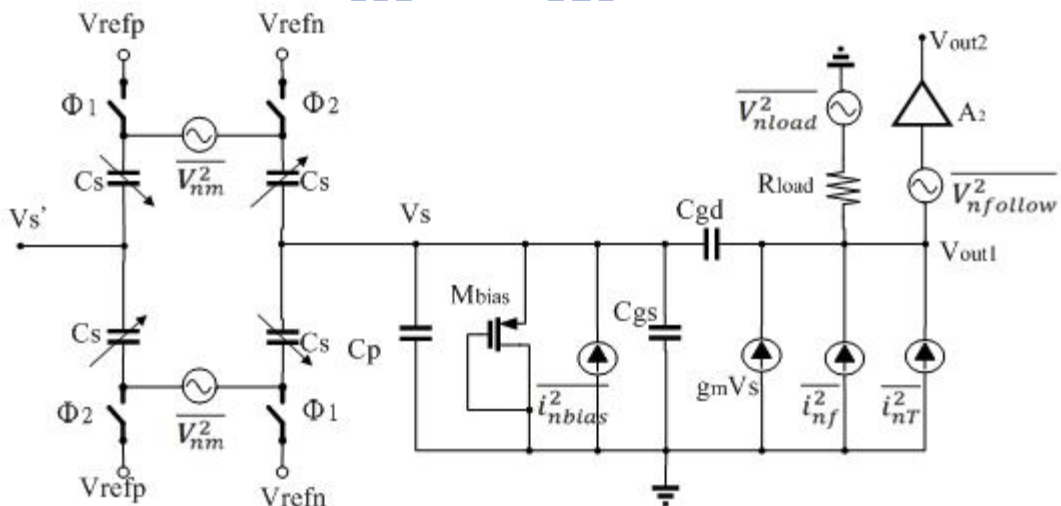 Vrefp
Vrefn
Φ1
Φ2
V²nm
Cs
Cs
Vs'
Vs
Cs
Cs
Φ2
Φ1
V²nm
Vrefp
Vrefn
Cp
Mbias
i²nbias
Cgs
Cgd
gmVs
i²nf
i²nT
V²nload
Rload
Vout2
A2
V²nfollow
Vout1